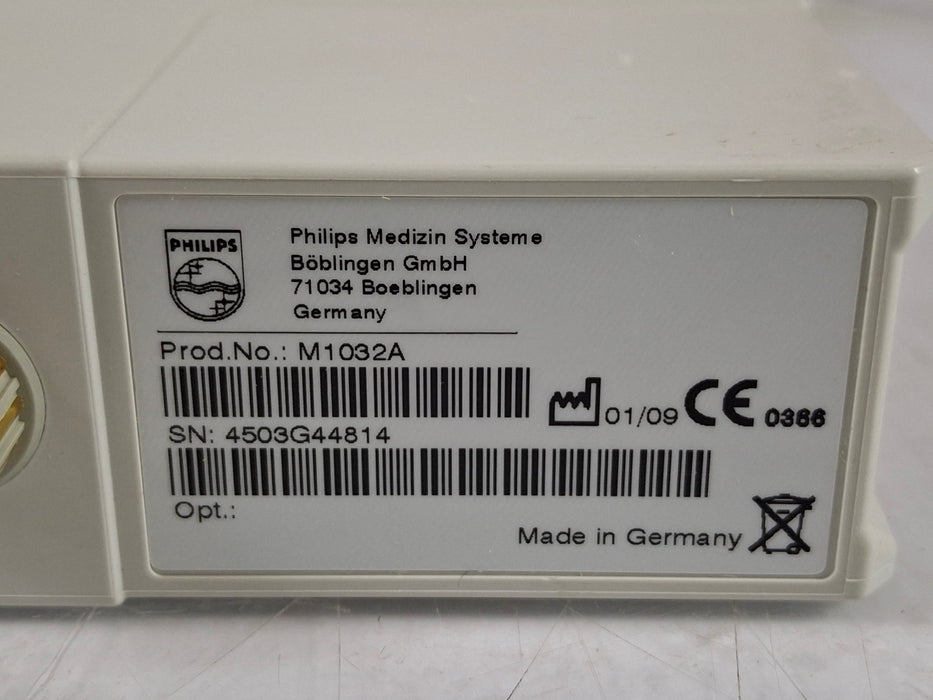 PHILIPS
Philips Medizin Systeme
Böblingen GmbH
71034 Boeblingen
Germany
Prod.No.: M1032A
01/09 CE 0366
SN: 4503G44814
Opt.:
Made in Germany